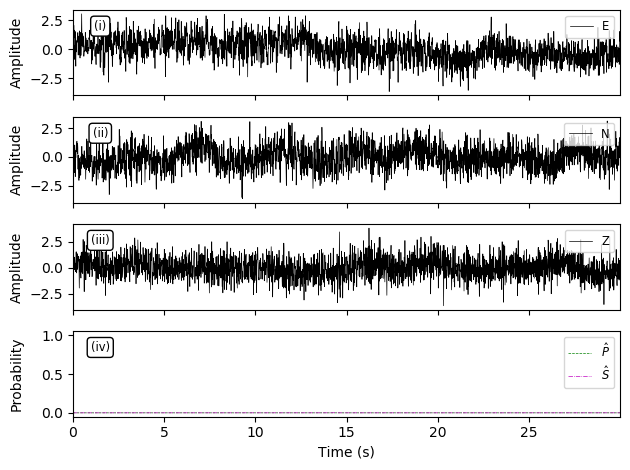 Amplitude
2.5
0.0
−2.5
(i)
E
Amplitude
2.5
0.0
−2.5
(ii)
N
Amplitude
2.5
0.0
−2.5
(iii)
Z
Probability
1.0
0.5
0.0
(iv)
P̂
Ŝ
0 5 10 15 20 25
Time (s)